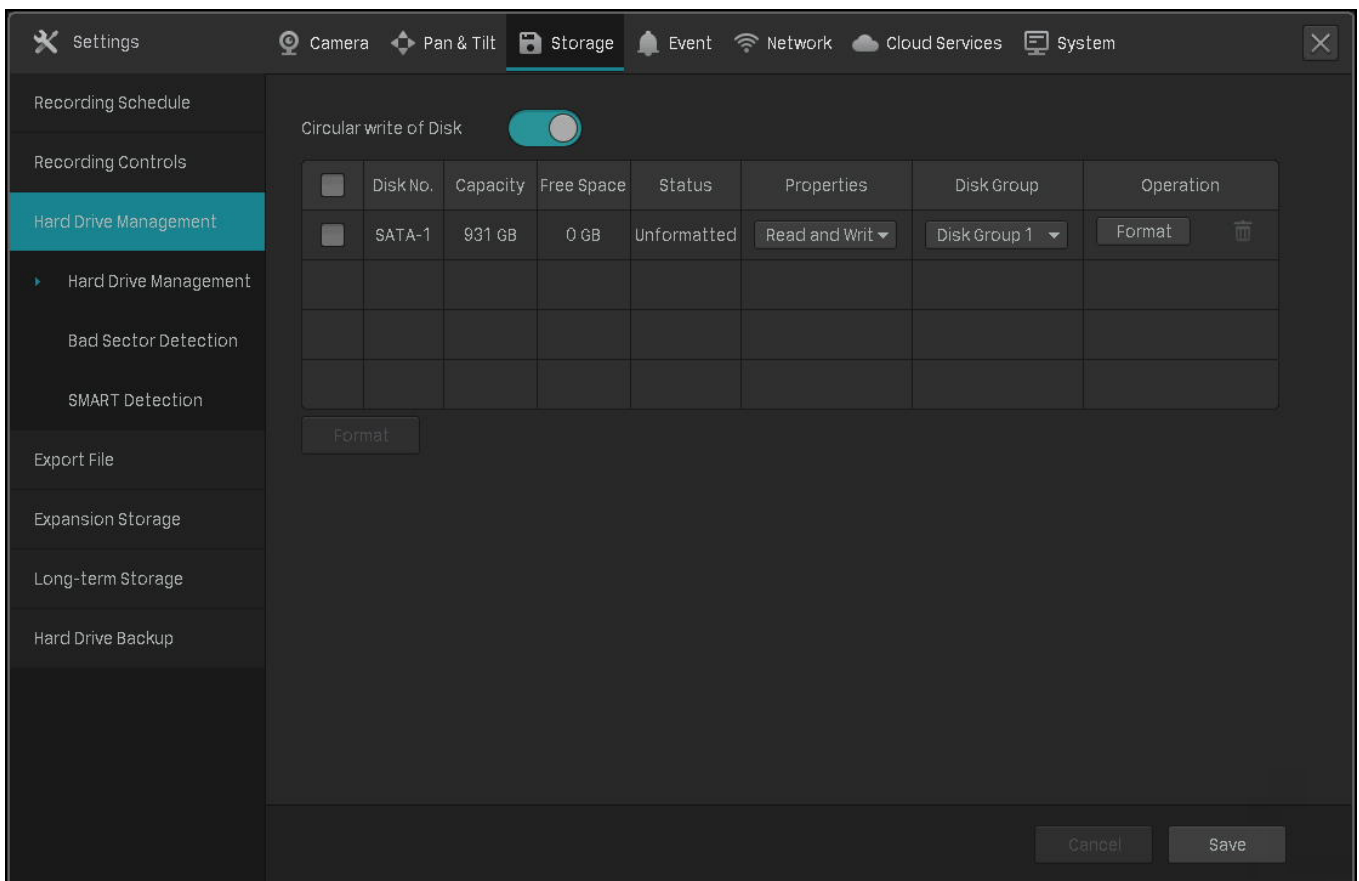 Settings
Camera Pan & Tilt Storage Event Network Cloud Services System
Recording Schedule
Recording Controls
Hard Drive Management
Hard Drive Management
Bad Sector Detection
SMART Detection
Export File
Expansion Storage
Long-term Storage
Hard Drive Backup
Circular write of Disk
Disk No. Capacity Free Space Status Properties Disk Group Operation
SATA-1 931 GB 0 GB Unformatted Read and Writ Disk Group 1 Format
Format
Cancel Save